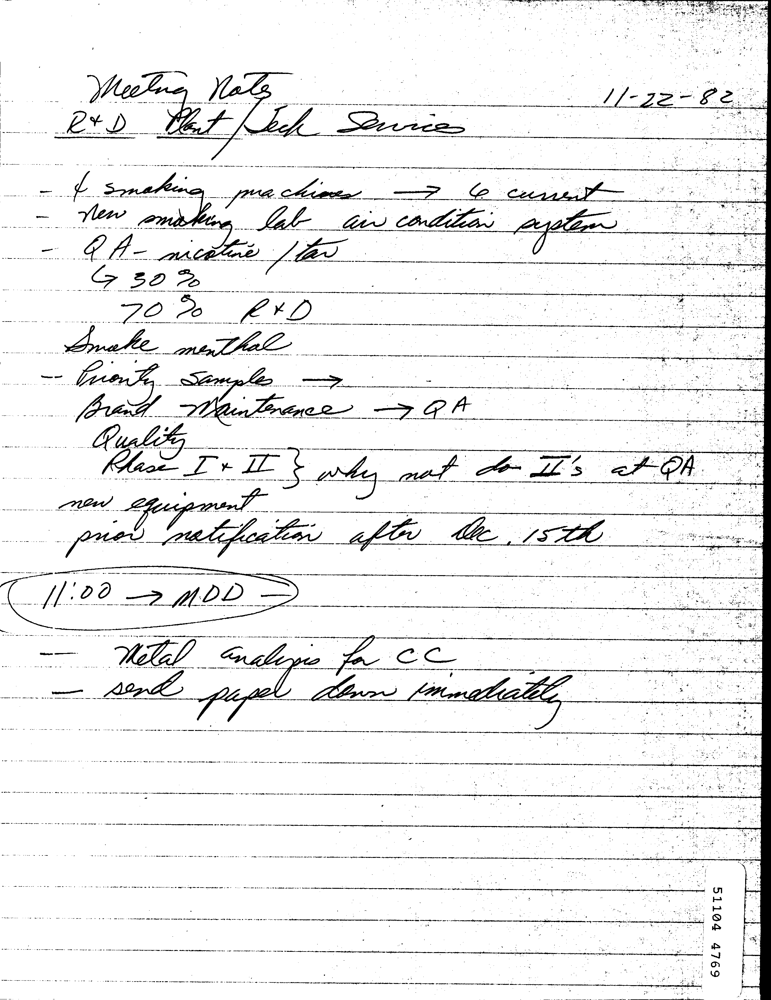 Meeting Notes 11-22-82
R+D Plant/Tech Services
- 4 smoking machines → 6 current
- New smoking lab air condition system
- QA- nicotine / tar
↳ 30%
70% R+D
Smoke menthol
-- Priority Samples →
Brand Maintenance → QA
Quality
Phase I + II } why not do II's at QA
new equipment
prior notification after Dec. 15th
11:00 → MDD -
-- Metal analysis for CC
- send paper down immediately
51104 4769